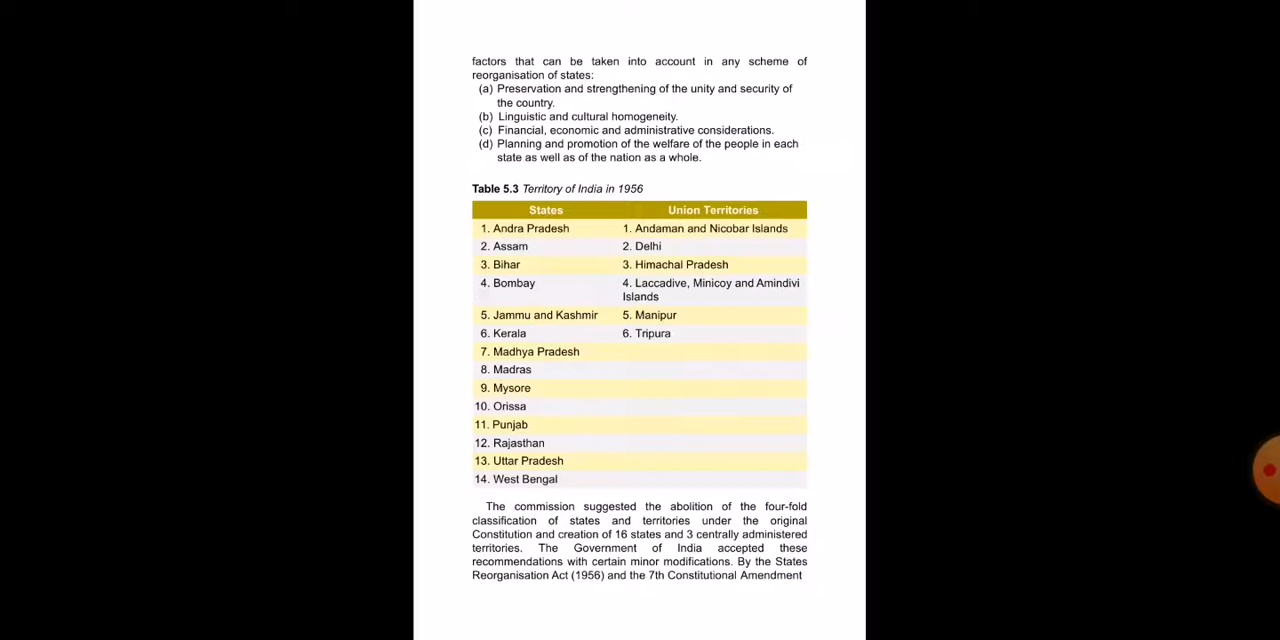 factors that can be taken into account in any scheme of
reorganisation of states:
(a) Preservation and strengthening of the unity and security of
the country.
(b) Linguistic and cultural homogeneity.
(c) Financial, economic and administrative considerations.
(d) Planning and promotion of the welfare of the people in each
state as well as of the nation as a whole.
Table 5.3 Territory of India in 1956
States Union Territories
1. Andra Pradesh 1. Andaman and Nicobar Islands
2. Assam 2. Delhi
3. Bihar 3. Himachal Pradesh
4. Bombay 4. Laccadive, Minicoy and Amindivi
Islands
5. Jammu and Kashmir 5. Manipur
6. Kerala 6. Tripura
7. Madhya Pradesh
8. Madras
9. Mysore
10. Orissa
11. Punjab
12. Rajasthan
13. Uttar Pradesh
14. West Bengal
The commission suggested the abolition of the four-fold
classification of states and territories under the original
Constitution and creation of 16 states and 3 centrally administered
territories. The Government of India accepted these
recommendations with certain minor modifications. By the States
Reorganisation Act (1956) and the 7th Constitutional Amendment